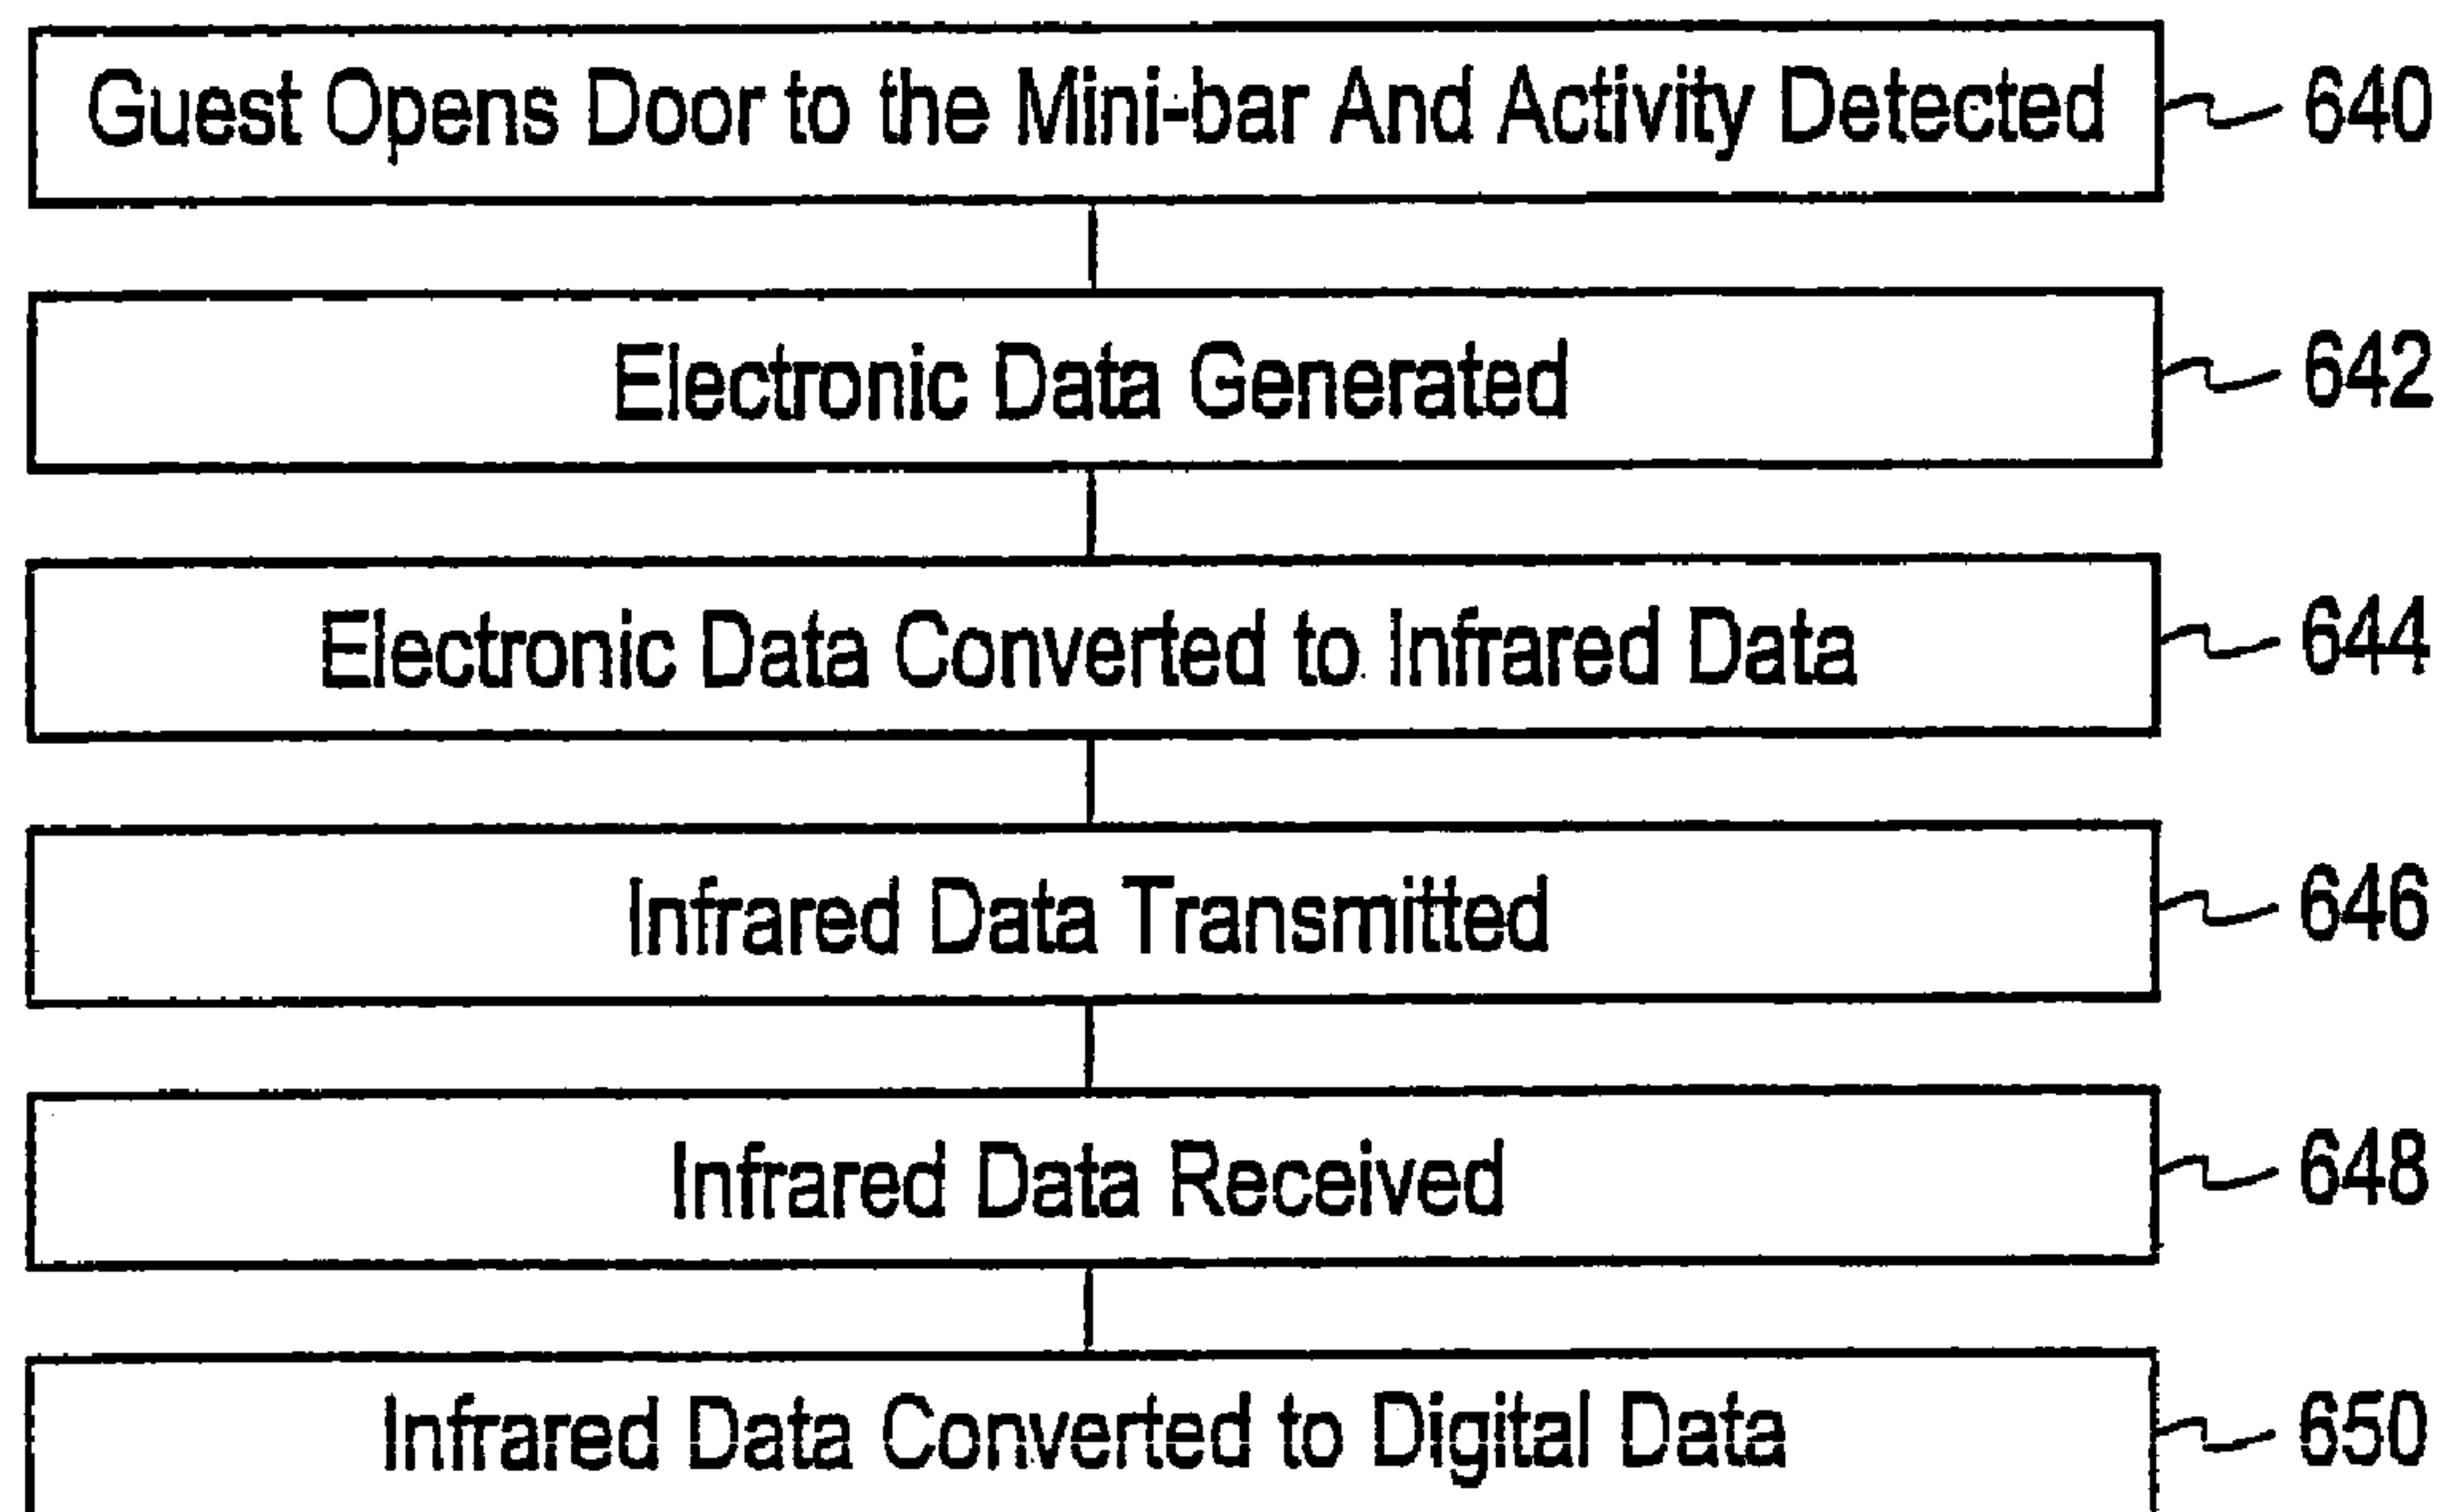 Guest Opens Door to the Mini-bar And Activity Detected 640
Electronic Data Generated 642
Electronic Data Converted to Infrared Data 644
Infrared Data Transmitted 646
Infrared Data Received 648
Infrared Data Converted to Digital Data 650